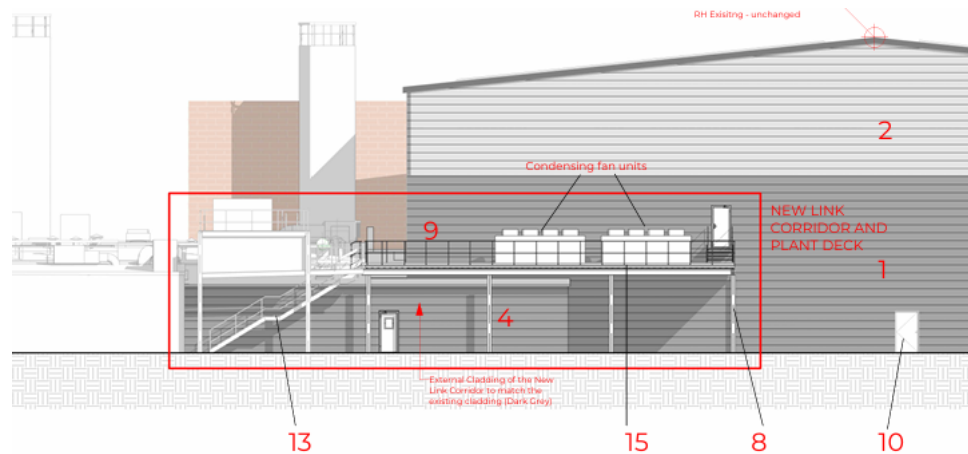 RH Exisitng - unchanged
2
Condensing fan units
9
NEW LINK
CORRIDOR AND
PLANT DECK
1
4
External Cladding of the New
Link Corridor to match the
existing cladding (Dark Grey)
13
15
8
10